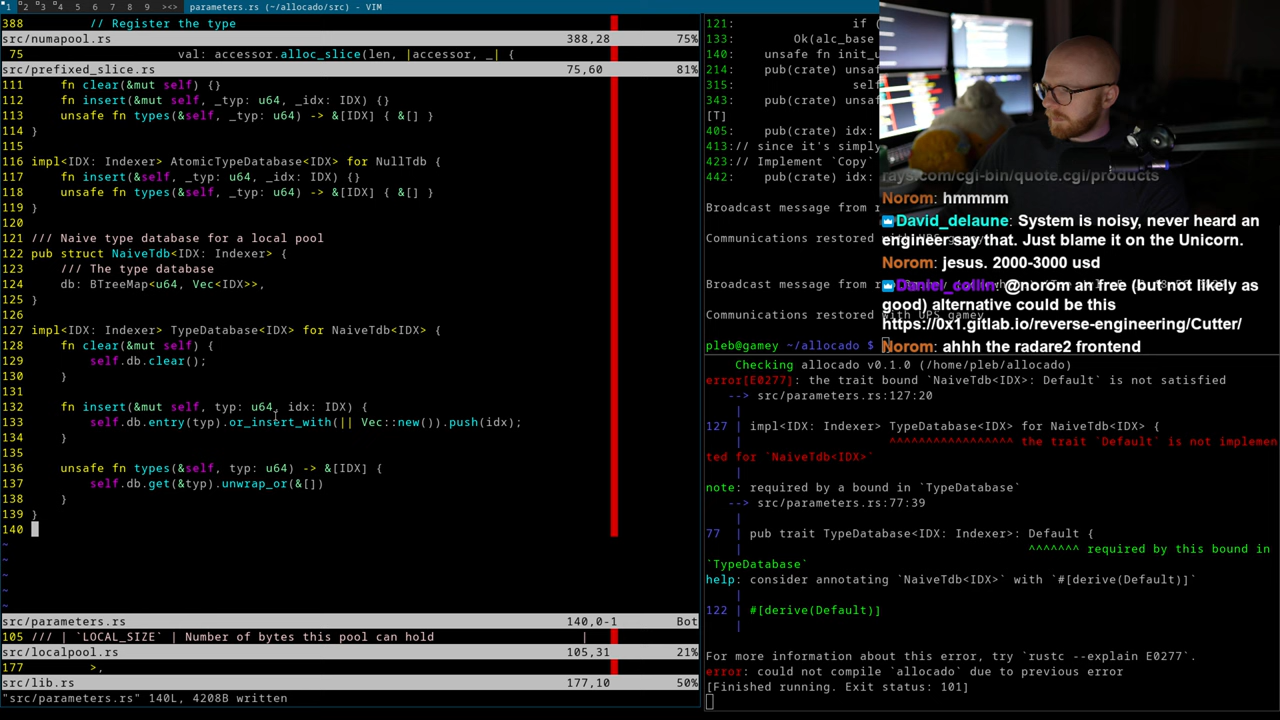 1 2 3 4 5 6 7 8 9 ><> parameters.rs (~/allocado/src) - VIM
388 // Register the type
src/numapool.rs 388,28 75%
75 val: accessor.alloc_slice(len, |accessor, _| {
src/prefixed_slice.rs 75,60 81%
111 fn clear(&mut self) {}
112 fn insert(&mut self, _typ: u64, _idx: IDX) {}
113 unsafe fn types(&self, _typ: u64) -> &[IDX] { &[] }
114 }
115
116 impl<IDX: Indexer> AtomicTypeDatabase<IDX> for NullTdb {
117 fn insert(&self, _typ: u64, _idx: IDX) {}
118 unsafe fn types(&self, _typ: u64) -> &[IDX] { &[] }
119 }
120
121 /// Naive type database for a local pool
122 pub struct NaiveTdb<IDX: Indexer> {
123 /// The type database
124 db: BTreeMap<u64, Vec<IDX>>,
125 }
126
127 impl<IDX: Indexer> TypeDatabase<IDX> for NaiveTdb<IDX> {
128 fn clear(&mut self) {
129 self.db.clear();
130 }
131
132 fn insert(&mut self, typ: u64, idx: IDX) {
133 self.db.entry(typ).or_insert_with(|| Vec::new()).push(idx);
134 }
135
136 unsafe fn types(&self, typ: u64) -> &[IDX] {
137 self.db.get(&typ).unwrap_or(&[])
138 }
139 }
140
~
~
~
~
~
src/parameters.rs 140,0-1 Bot
105 /// | `LOCAL_SIZE` | Number of bytes this pool can hold |
src/localpool.rs 105,31 21%
177 >,
src/lib.rs 177,10 50%
"src/parameters.rs" 140L, 4208B written
121: if (
133: Ok(alc_base
140: unsafe fn init_u
214: pub(crate) unsa
315: self
343: pub(crate) unsa
[T]
405: pub(crate) idx:
413:// since it's simply
423:// Implement `Copy`
442: pub(crate) idx:
Broadcast message from r
Communications restored
Broadcast message from r
Communications restored with UPS gamey
pleb@gamey ~/allocado $
rays.com/cgi-bin/quote.cgi/products
Norom: hmmmm
David_delaune: System is noisy, never heard an
engineer say that. Just blame it on the Unicorn.
Norom: jesus. 2000-3000 usd
Daniel_collin: @norom an free (but not likely as
good) alternative could be this
https://0x1.gitlab.io/reverse-engineering/Cutter/
Norom: ahhh the radare2 frontend
Checking allocado v0.1.0 (/home/pleb/allocado)
error[E0277]: the trait bound `NaiveTdb<IDX>: Default` is not satisfied
--> src/parameters.rs:127:20
|
127 | impl<IDX: Indexer> TypeDatabase<IDX> for NaiveTdb<IDX> {
| ^^^^^^^^^^^^^^^^^ the trait `Default` is not implemen
ted for `NaiveTdb<IDX>`
|
note: required by a bound in `TypeDatabase`
--> src/parameters.rs:77:39
|
77 | pub trait TypeDatabase<IDX: Indexer>: Default {
| ^^^^^^^ required by this bound in
`TypeDatabase`
help: consider annotating `NaiveTdb<IDX>` with `#[derive(Default)]`
|
122 | #[derive(Default)]
|
For more information about this error, try `rustc --explain E0277`.
error: could not compile `allocado` due to previous error
[Finished running. Exit status: 101]